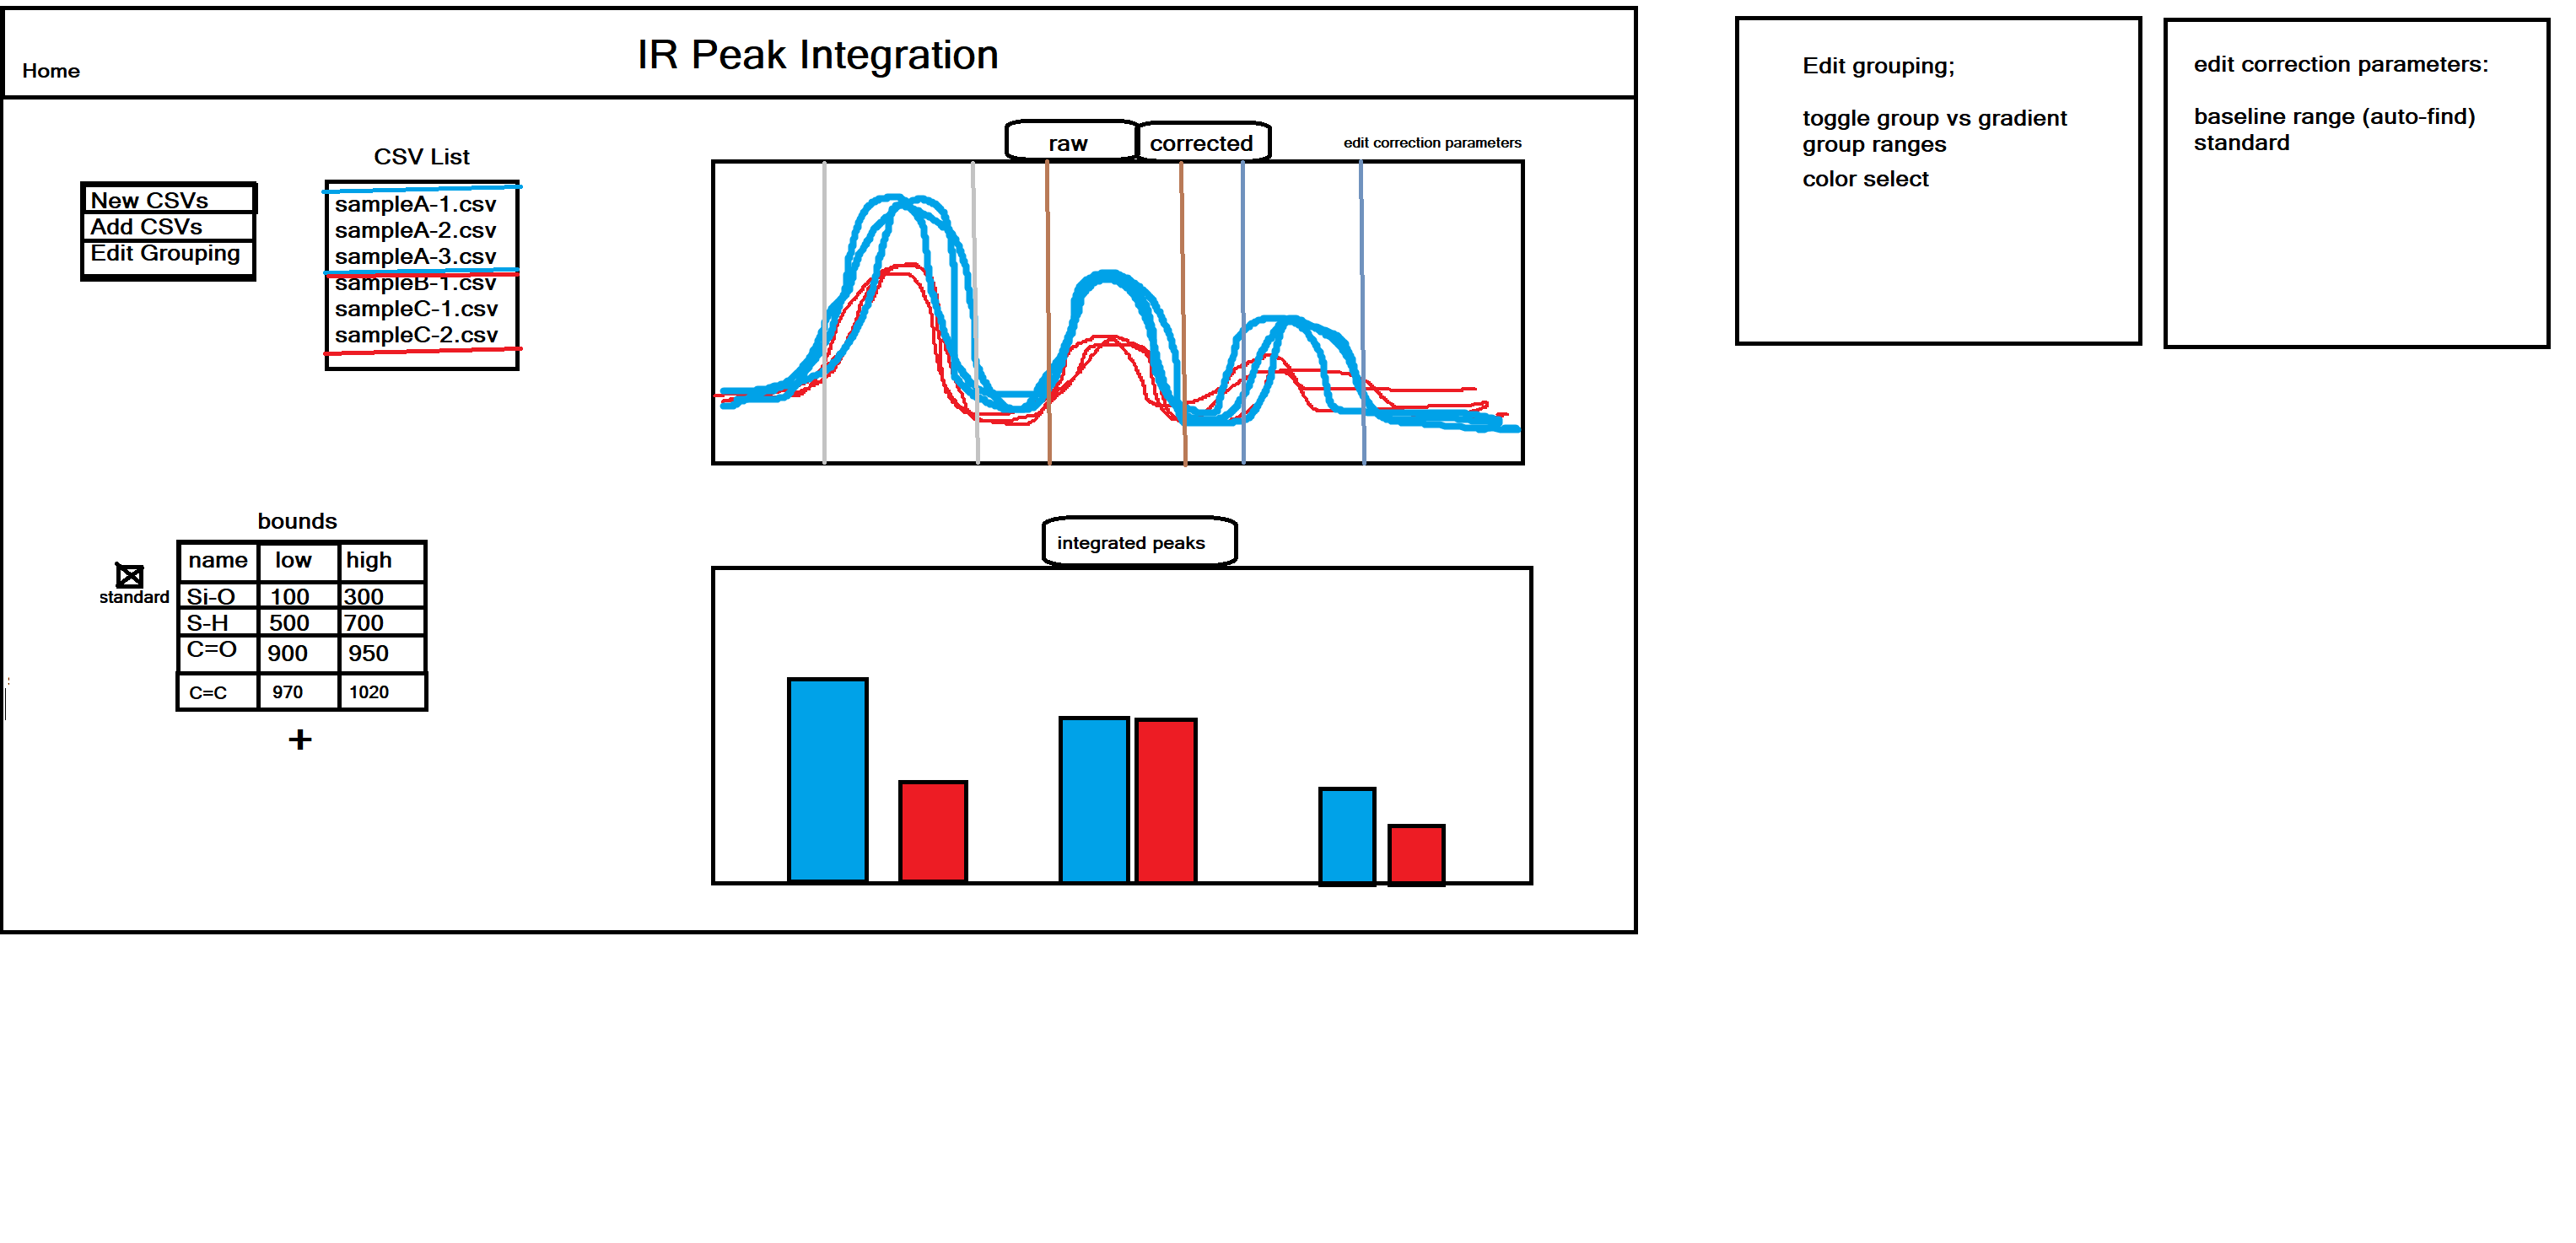 IR Peak Integration
Home
New CSVs
Add CSVs
Edit Grouping
CSV List
sampleA-1.csv
sampleA-2.csv
sampleA-3.csv
sampleB-1.csv
sampleC-1.csv
sampleC-2.csv
raw
corrected
edit correction parameters
bounds
standard
name low high
Si-O 100 300
S-H 500 700
C=O 900 950
C=C 970 1020
+
integrated peaks
Edit grouping;
toggle group vs gradient
group ranges
color select
edit correction parameters:
baseline range (auto-find)
standard